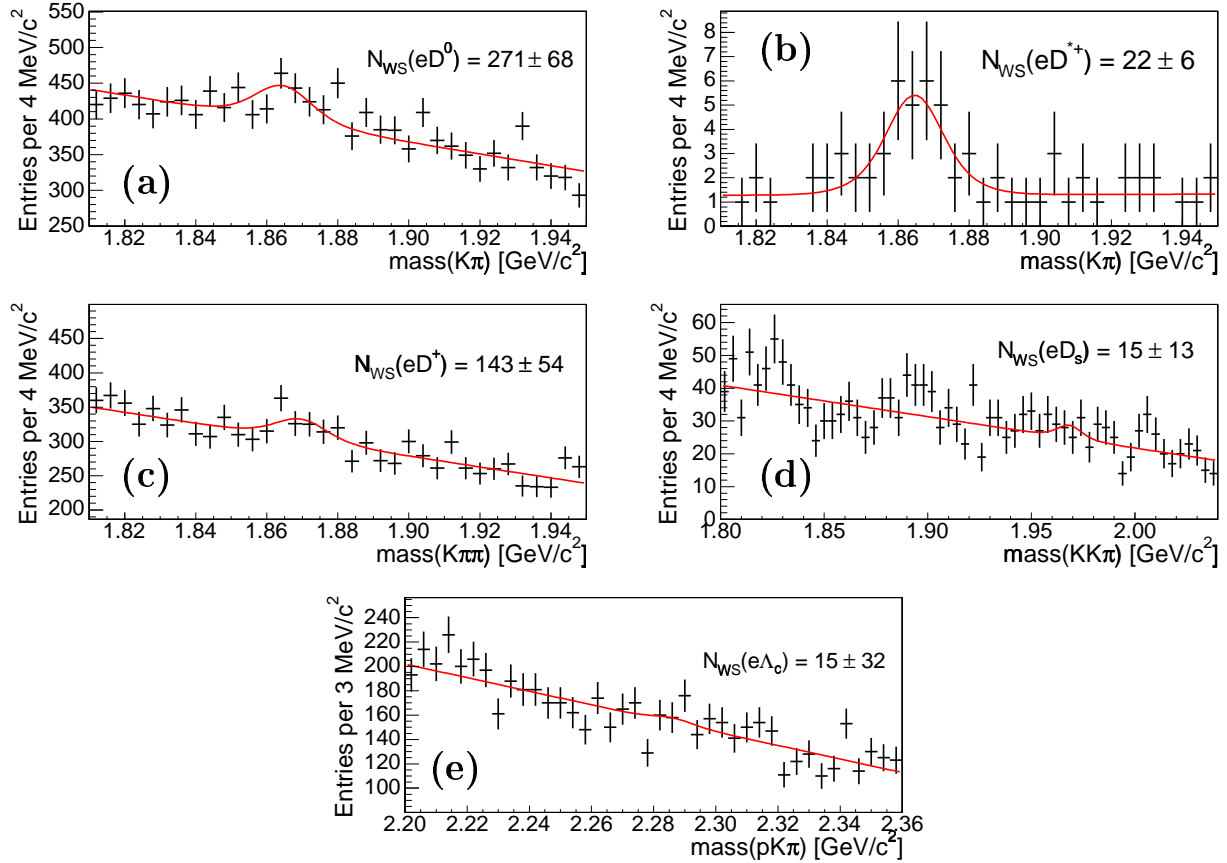 Entries per 4 MeV/c²
550
500
450
400
350
300
250
N_WS(eD⁰) = 271 ± 68
(a)
1.82 1.84 1.86 1.88 1.90 1.92 1.94
mass(Kπ) [GeV/c²]
Entries per 4 MeV/c²
8
7
6
5
4
3
2
1
0
(b)
N_WS(eD*⁺) = 22 ± 6
1.82 1.84 1.86 1.88 1.90 1.92 1.94
mass(Kπ) [GeV/c²]
Entries per 4 MeV/c²
450
400
350
300
250
200
N_WS(eD⁺) = 143 ± 54
(c)
1.82 1.84 1.86 1.88 1.90 1.92 1.94
mass(Kππ) [GeV/c²]
Entries per 4 MeV/c²
60
50
40
30
20
10
0
N_WS(eD_s) = 15 ± 13
(d)
1.80 1.85 1.90 1.95 2.00
mass(KKπ) [GeV/c²]
Entries per 3 MeV/c²
240
220
200
180
160
140
120
100
N_WS(eΛ_c) = 15 ± 32
(e)
2.20 2.22 2.24 2.26 2.28 2.30 2.32 2.34 2.36
mass(pKπ) [GeV/c²]